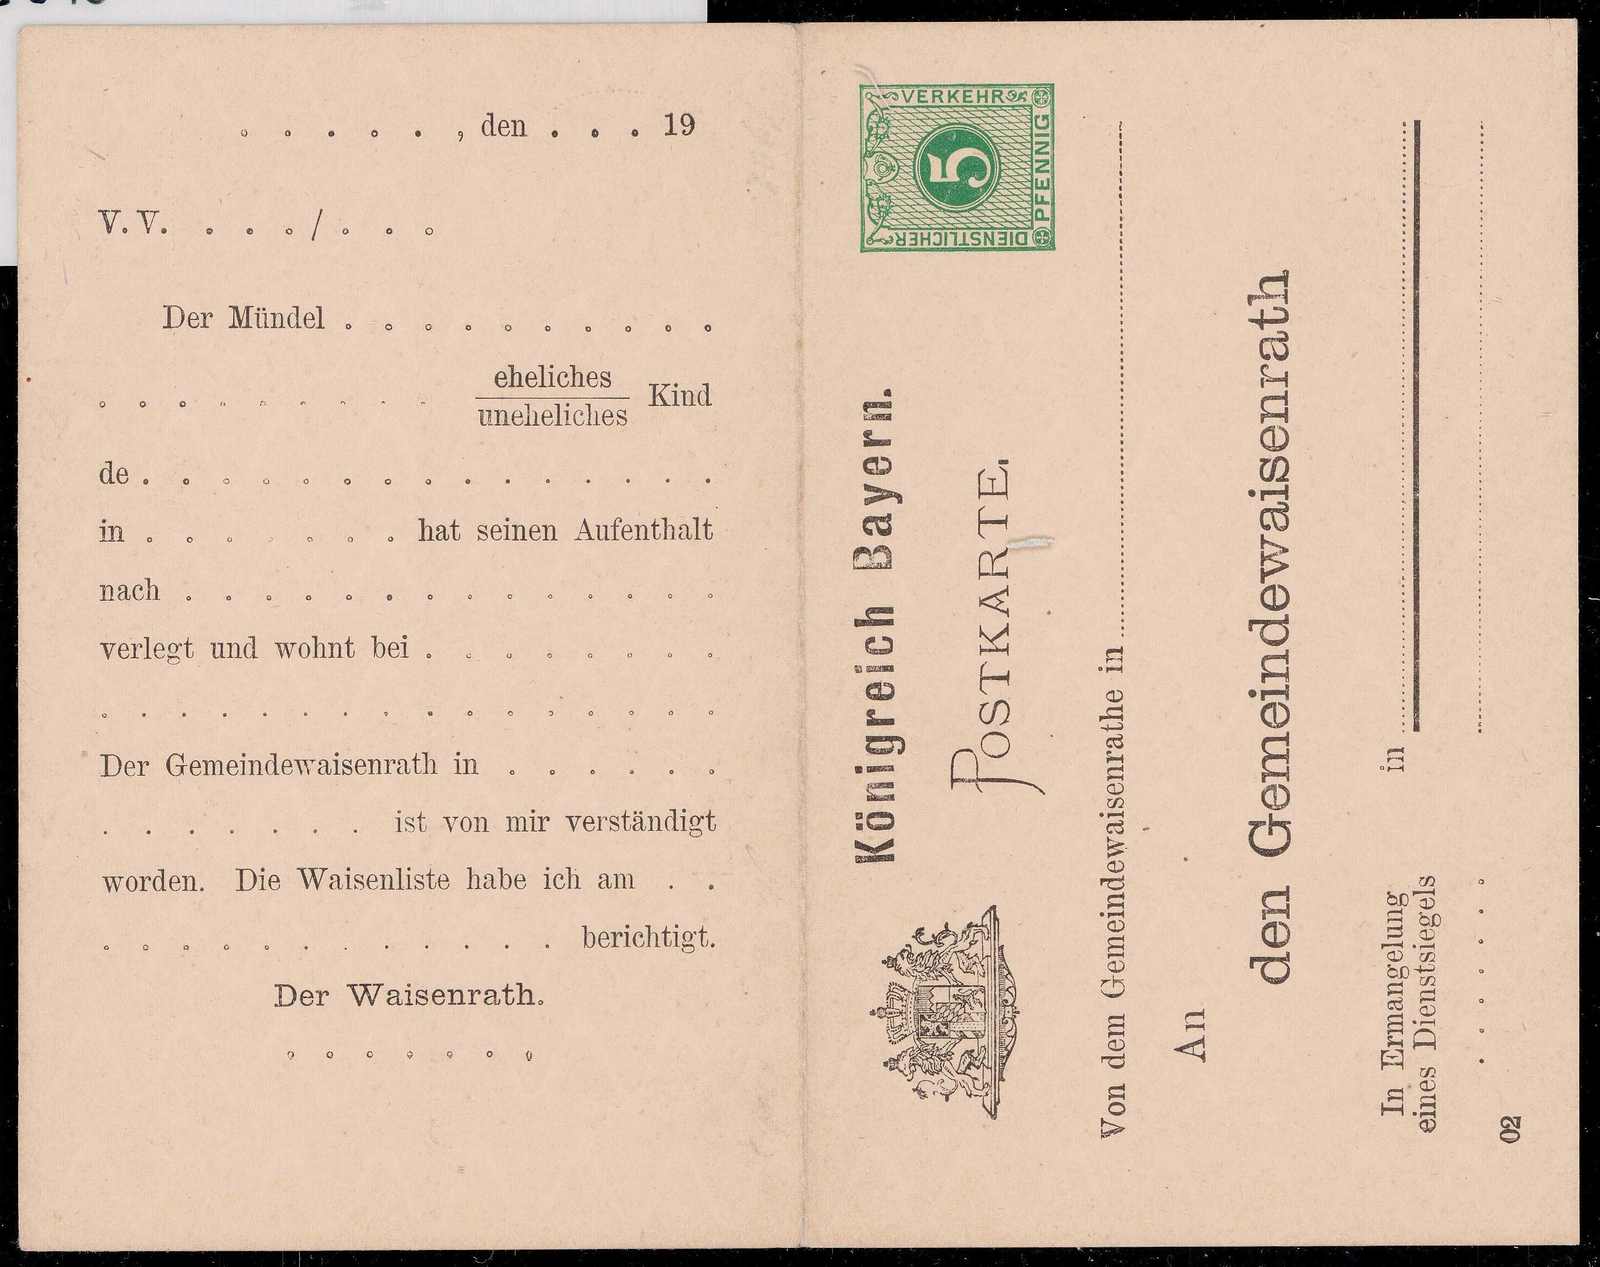 . . . . . , den . . . 19
V. V. . . . / . . .
Der Mündel . . . . . . . . . .
. . . . . . . . . eheliches
uneheliches Kind
de . . . . . . . . . . . . . . .
in . . . . . . . hat seinen Aufenthalt
nach . . . . . . . . . . . . . .
verlegt und wohnt bei . . . . . . . .
. . . . . . . . . . . . . . . .
Der Gemeindewaisenrath in . . . . . .
. . . . . . . ist von mir verständigt
worden. Die Waisenliste habe ich am . .
. . . . . . . . . . . . berichtigt.
Der Waisenrath.
. . . . . . .
Königreich Bayern.
POSTKARTE.
DIENSTLICHER
VERKEHR
5
PFENNIG
Von dem Gemeindewaisenrathe in ....................
An
den Gemeindewaisenrath
in ....................
In Ermangelung
eines Dienstsiegels
. . . . . . . ....................
02